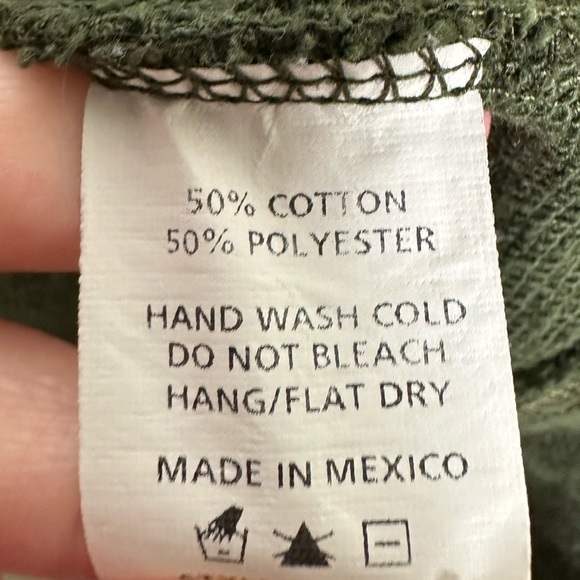 50% COTTON
50% POLYESTER
HAND WASH COLD
DO NOT BLEACH
HANG/FLAT DRY
MADE IN MEXICO